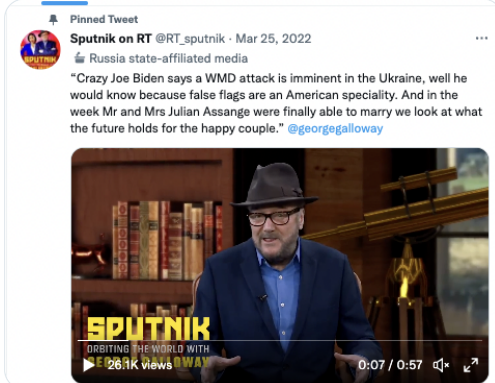 Pinned Tweet
Sputnik on RT @RT_sputnik · Mar 25, 2022
Russia state-affiliated media
“Crazy Joe Biden says a WMD attack is imminent in the Ukraine, well he
would know because false flags are an American speciality. And in the
week Mr and Mrs Julian Assange were finally able to marry we look at what
the future holds for the happy couple.” @georgegalloway
SPUTNIK
ORBITING THE WORLD WITH
GEORGE GALLOWAY
26.1K views
0:07 / 0:57